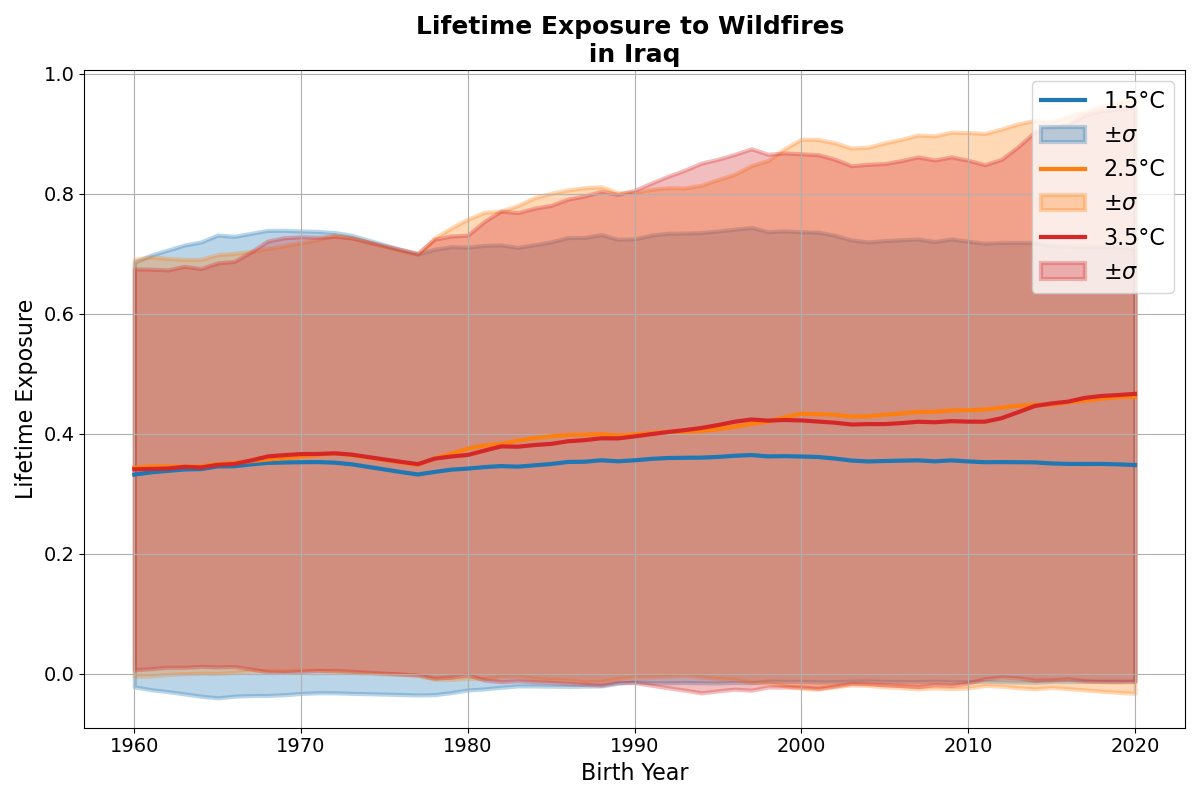 Lifetime Exposure to Wildfires
in Iraq
1.0
0.8
0.6
0.4
0.2
0.0
Lifetime Exposure
1960
1970
1980
1990
2000
2010
2020
Birth Year
1.5°C
±σ
2.5°C
±σ
3.5°C
±σ